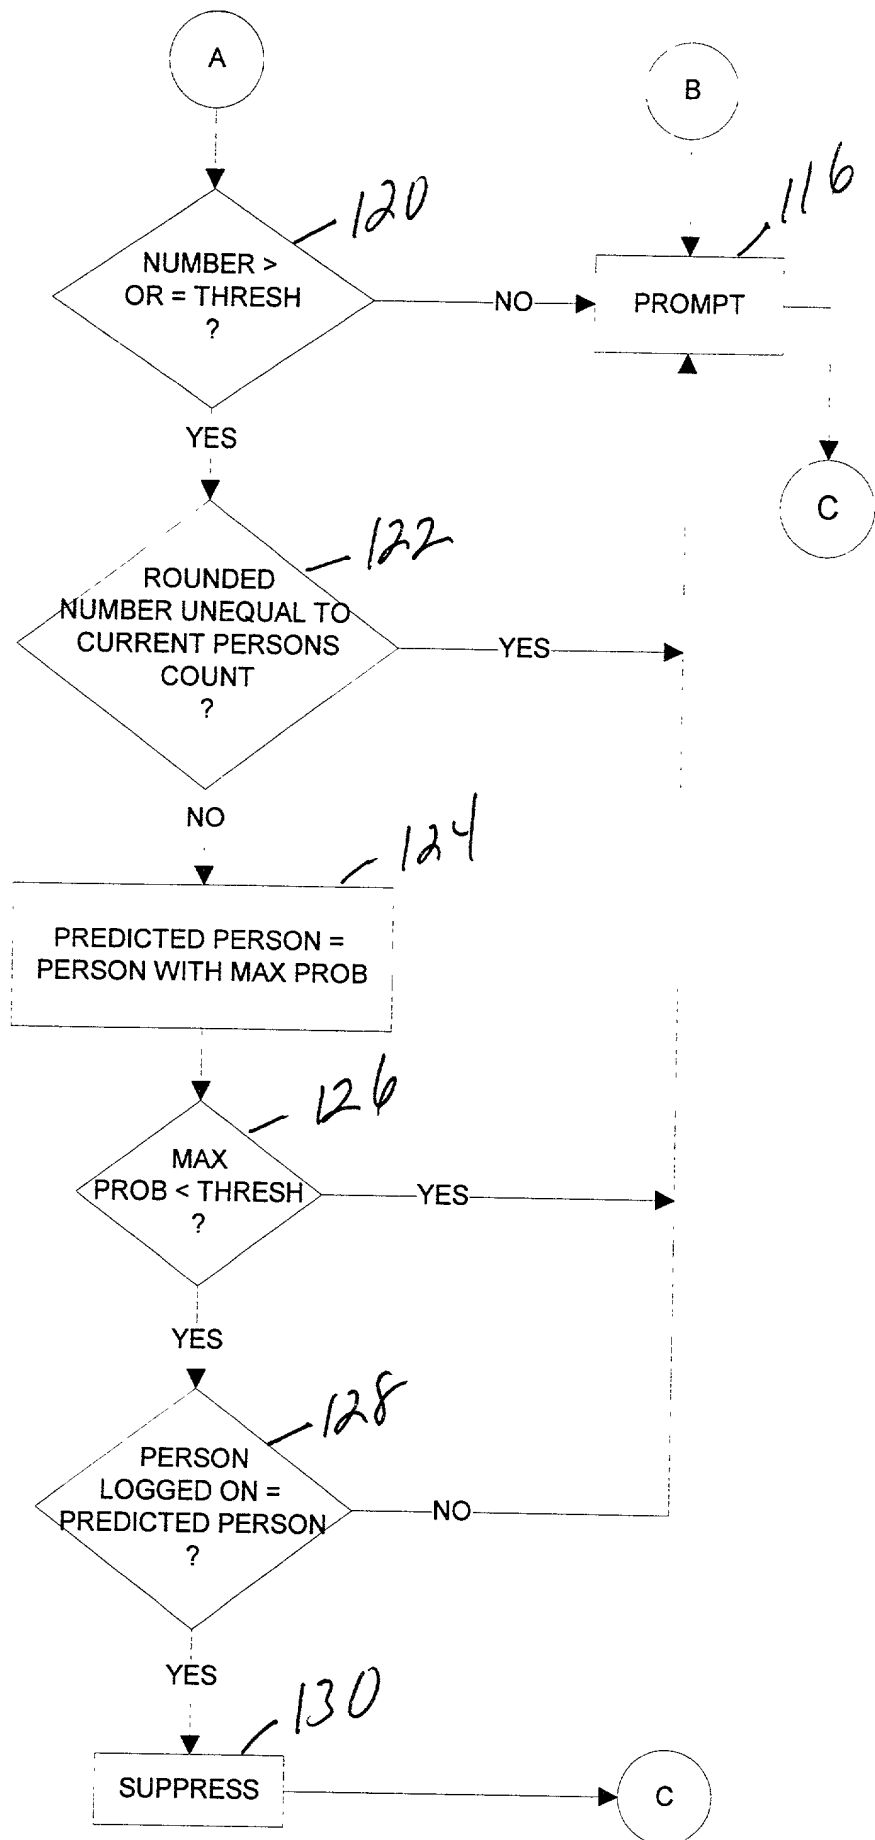 A
B
120
116
NUMBER >
OR = THRESH
?
NO
PROMPT
YES
C
122
ROUNDED
NUMBER UNEQUAL TO
CURRENT PERSONS
COUNT
?
YES
NO
124
PREDICTED PERSON =
PERSON WITH MAX PROB
126
MAX
PROB < THRESH
?
YES
YES
128
PERSON
LOGGED ON =
PREDICTED PERSON
?
NO
YES
130
SUPPRESS
C